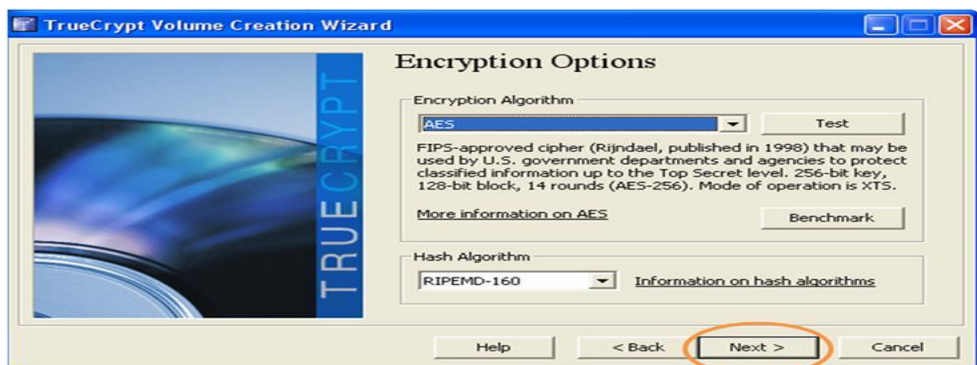 TrueCrypt Volume Creation Wizard
TRUECRYPT
Encryption Options
Encryption Algorithm
AES
Test
FIPS-approved cipher (Rijndael, published in 1998) that may be
used by U.S. government departments and agencies to protect
classified information up to the Top Secret level. 256-bit key,
128-bit block, 14 rounds (AES-256). Mode of operation is XTS.
More information on AES
Benchmark
Hash Algorithm
RIPEMD-160
Information on hash algorithms
Help
< Back
Next >
Cancel